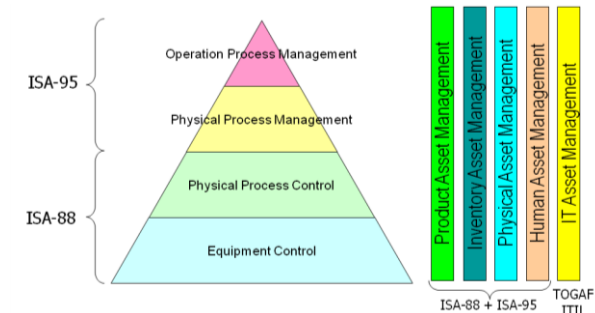 Operation Process Management
ISA-95
Physical Process Management
Physical Process Control
ISA-88
Equipment Control
Product Asset Management
Inventory Asset Management
Physical Asset Management
Human Asset Management
IT Asset Management
ISA-88 + ISA-95
TOGAF
ITIL